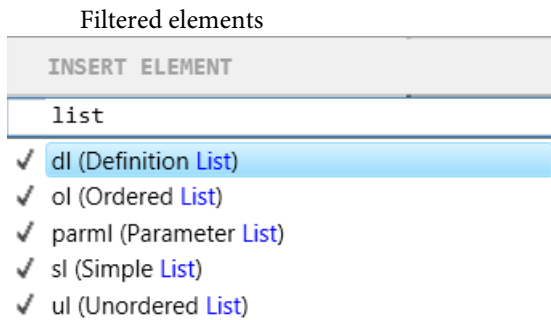 Filtered elements
INSERT ELEMENT
list
dl (Definition List)
ol (Ordered List)
parml (Parameter List)
sl (Simple List)
ul (Unordered List)